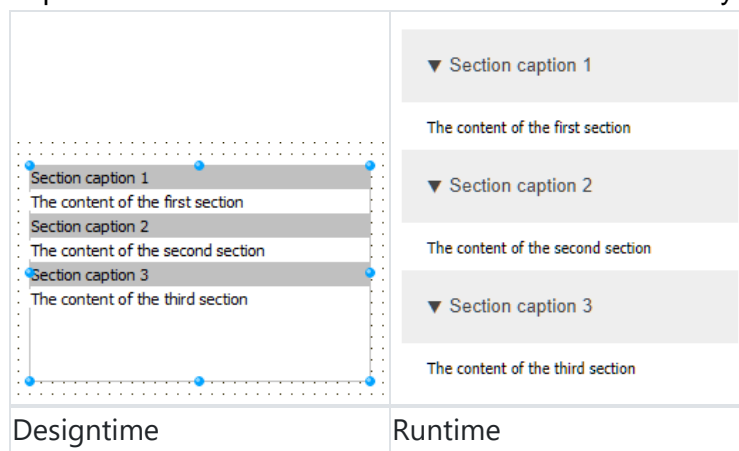 Section caption 1
The content of the first section
Section caption 2
The content of the second section
Section caption 3
The content of the third section
▼ Section caption 1
The content of the first section
▼ Section caption 2
The content of the second section
▼ Section caption 3
The content of the third section
Designtime
Runtime